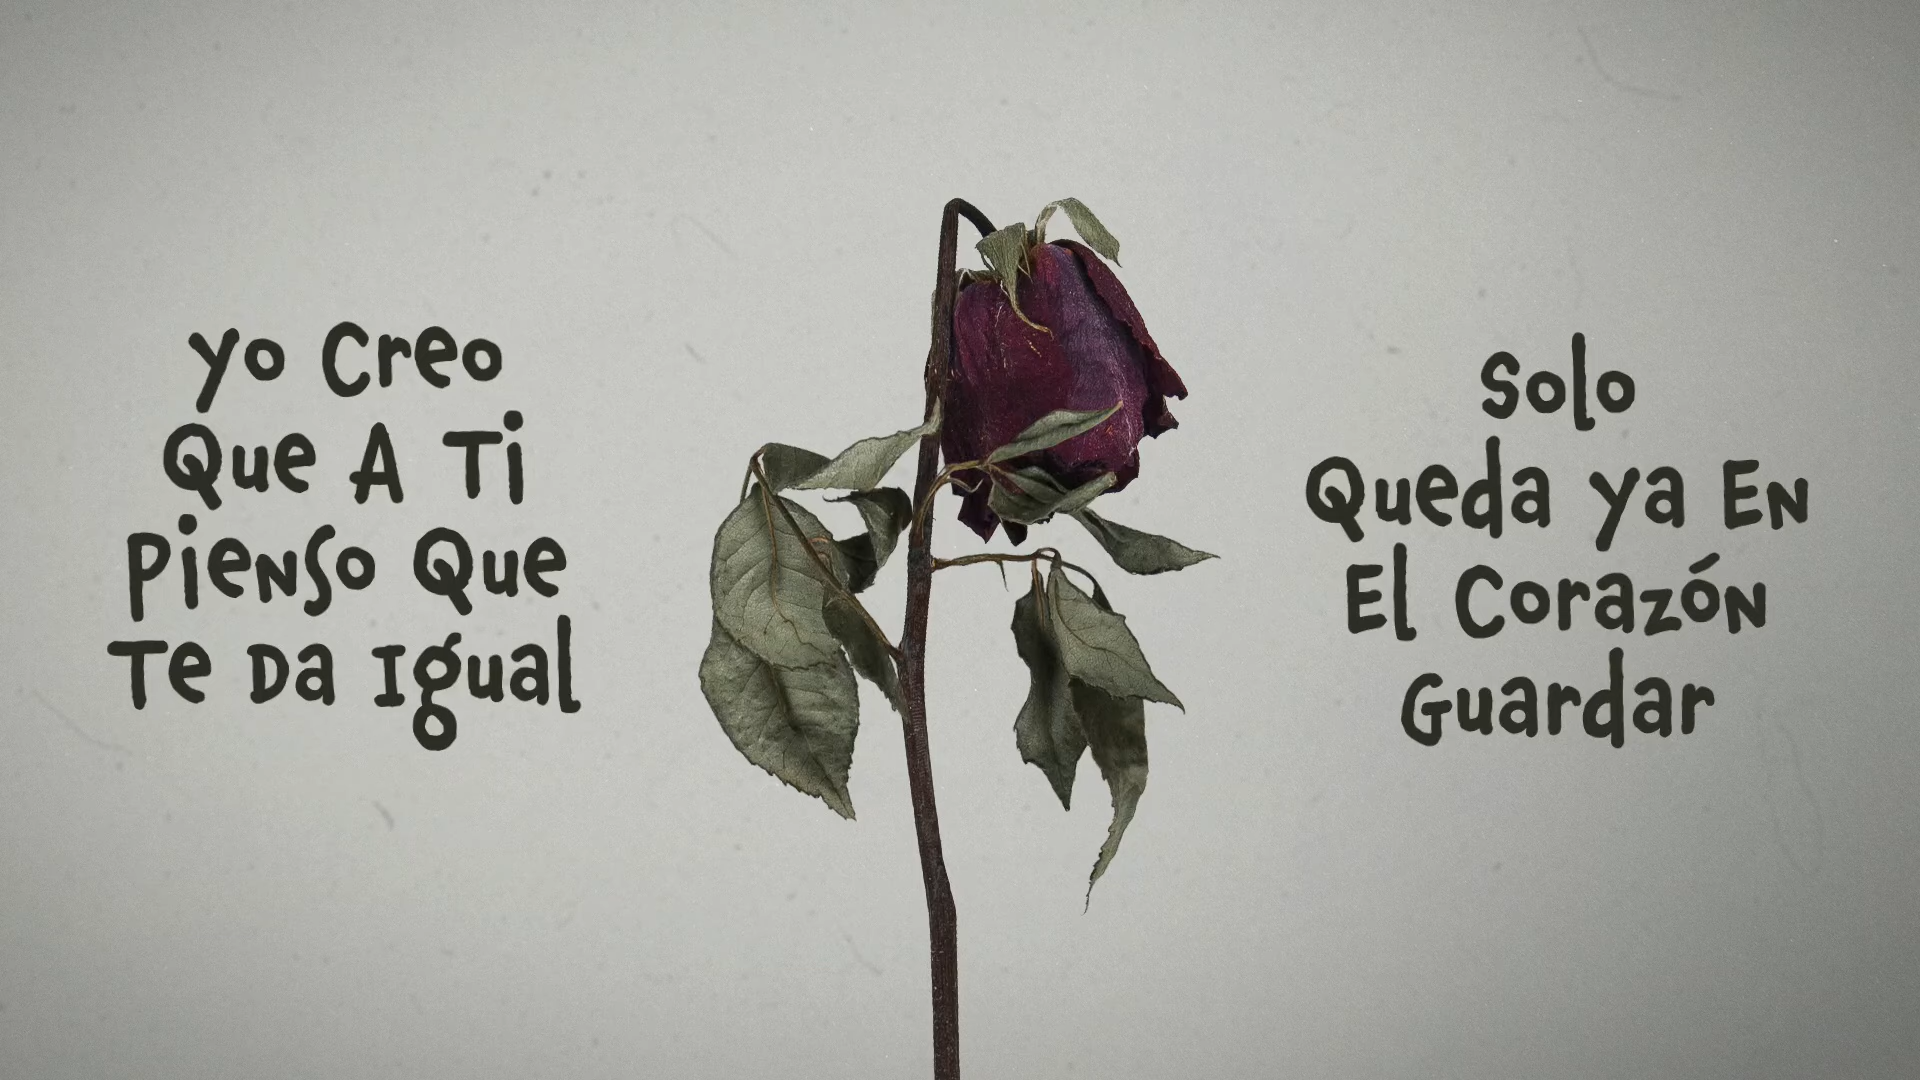 Yo Creo
Que A Ti
Pienso Que
Te Da Igual
Solo
Queda Ya En
El Corazón
Guardar